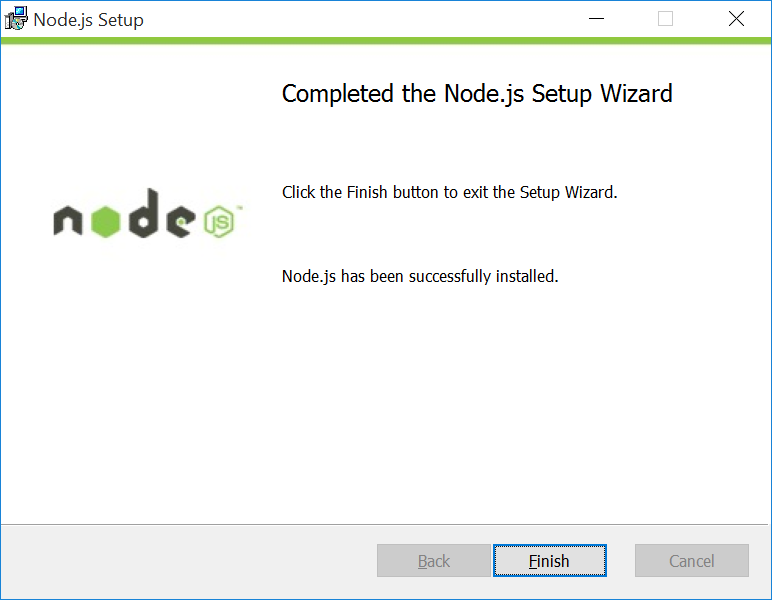 Node.js Setup
Completed the Node.js Setup Wizard
Click the Finish button to exit the Setup Wizard.
node JS™
Node.js has been successfully installed.
Back Finish Cancel